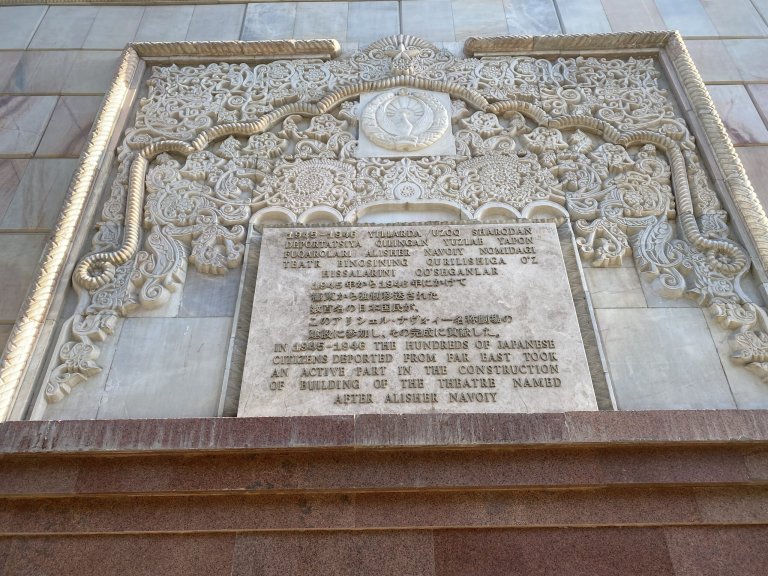 1945-1946 YILLARDA UZOQ SHARQDAN
DEPORTATSIYA QILINGAN YUZLAB YAPON
FUQAROLARI ALISHER NAVOIY NOMIDAGI
TEATR BINOSINING QURILISHIGA O'Z
HISSALARINI QO'SHGANLAR
1945年から1946年にかけて
極東から強制移送された
数百名の日本国民が、
このアリシェル・ナヴォイー名称劇場の
建設に参加し、その完成に貢献した。
IN 1945-1946 THE HUNDREDS OF JAPANESE
CITIZENS DEPORTED FROM FAR EAST TOOK
AN ACTIVE PART IN THE CONSTRUCTION
OF BUILDING OF THE THEATRE NAMED
AFTER ALISHER NAVOIY